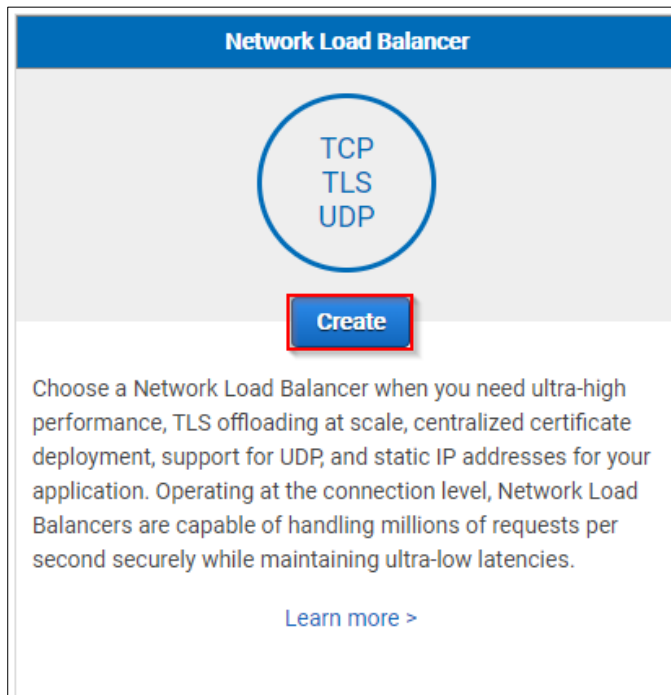 Network Load Balancer
TCP
TLS
UDP
Create
Choose a Network Load Balancer when you need ultra-high
performance, TLS offloading at scale, centralized certificate
deployment, support for UDP, and static IP addresses for your
application. Operating at the connection level, Network Load
Balancers are capable of handling millions of requests per
second securely while maintaining ultra-low latencies.
Learn more >